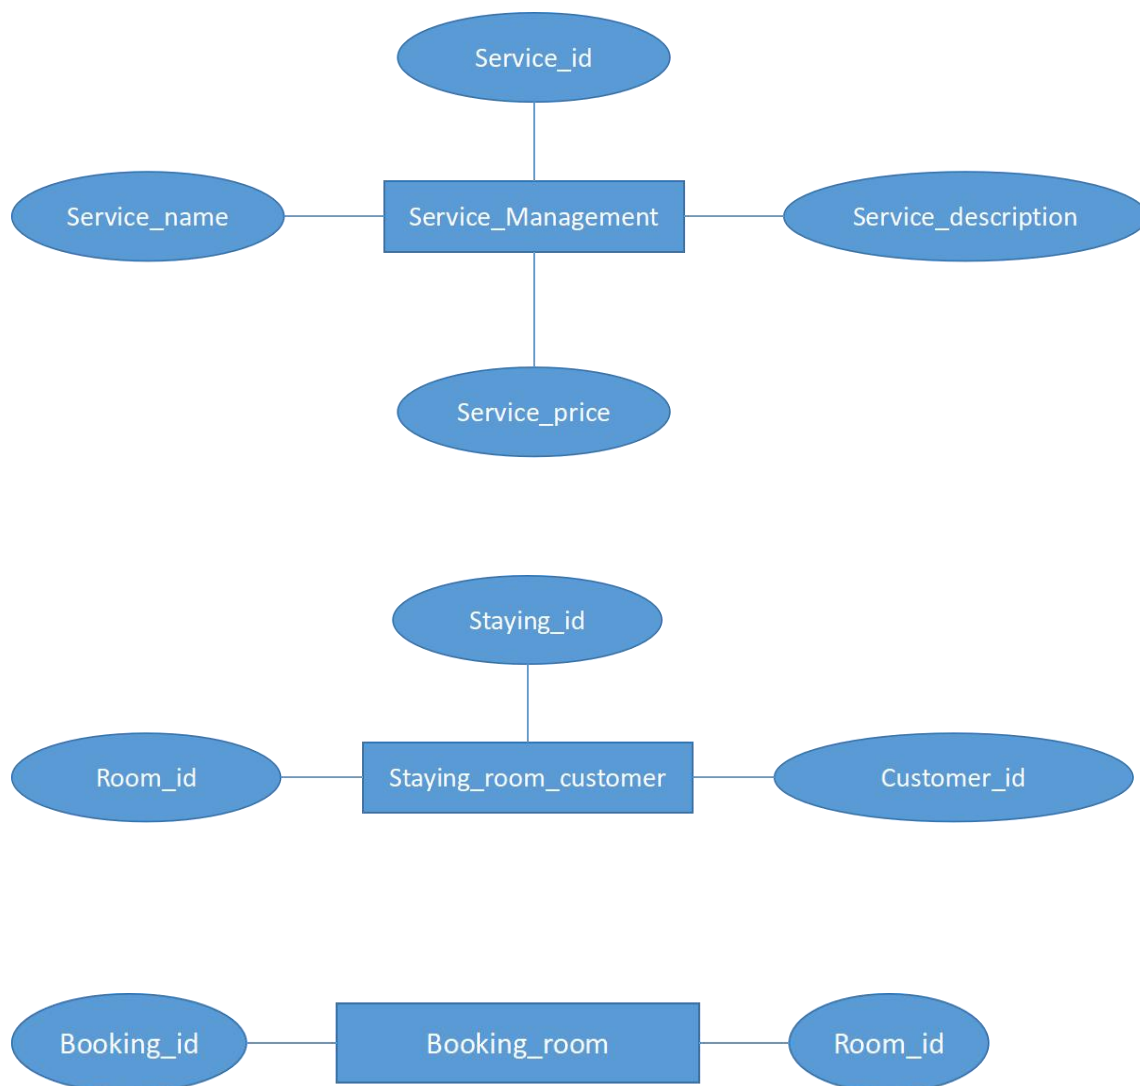 Service_id
Service_name
Service_Management
Service_description
Service_price
Staying_id
Room_id
Staying_room_customer
Customer_id
Booking_id
Booking_room
Room_id